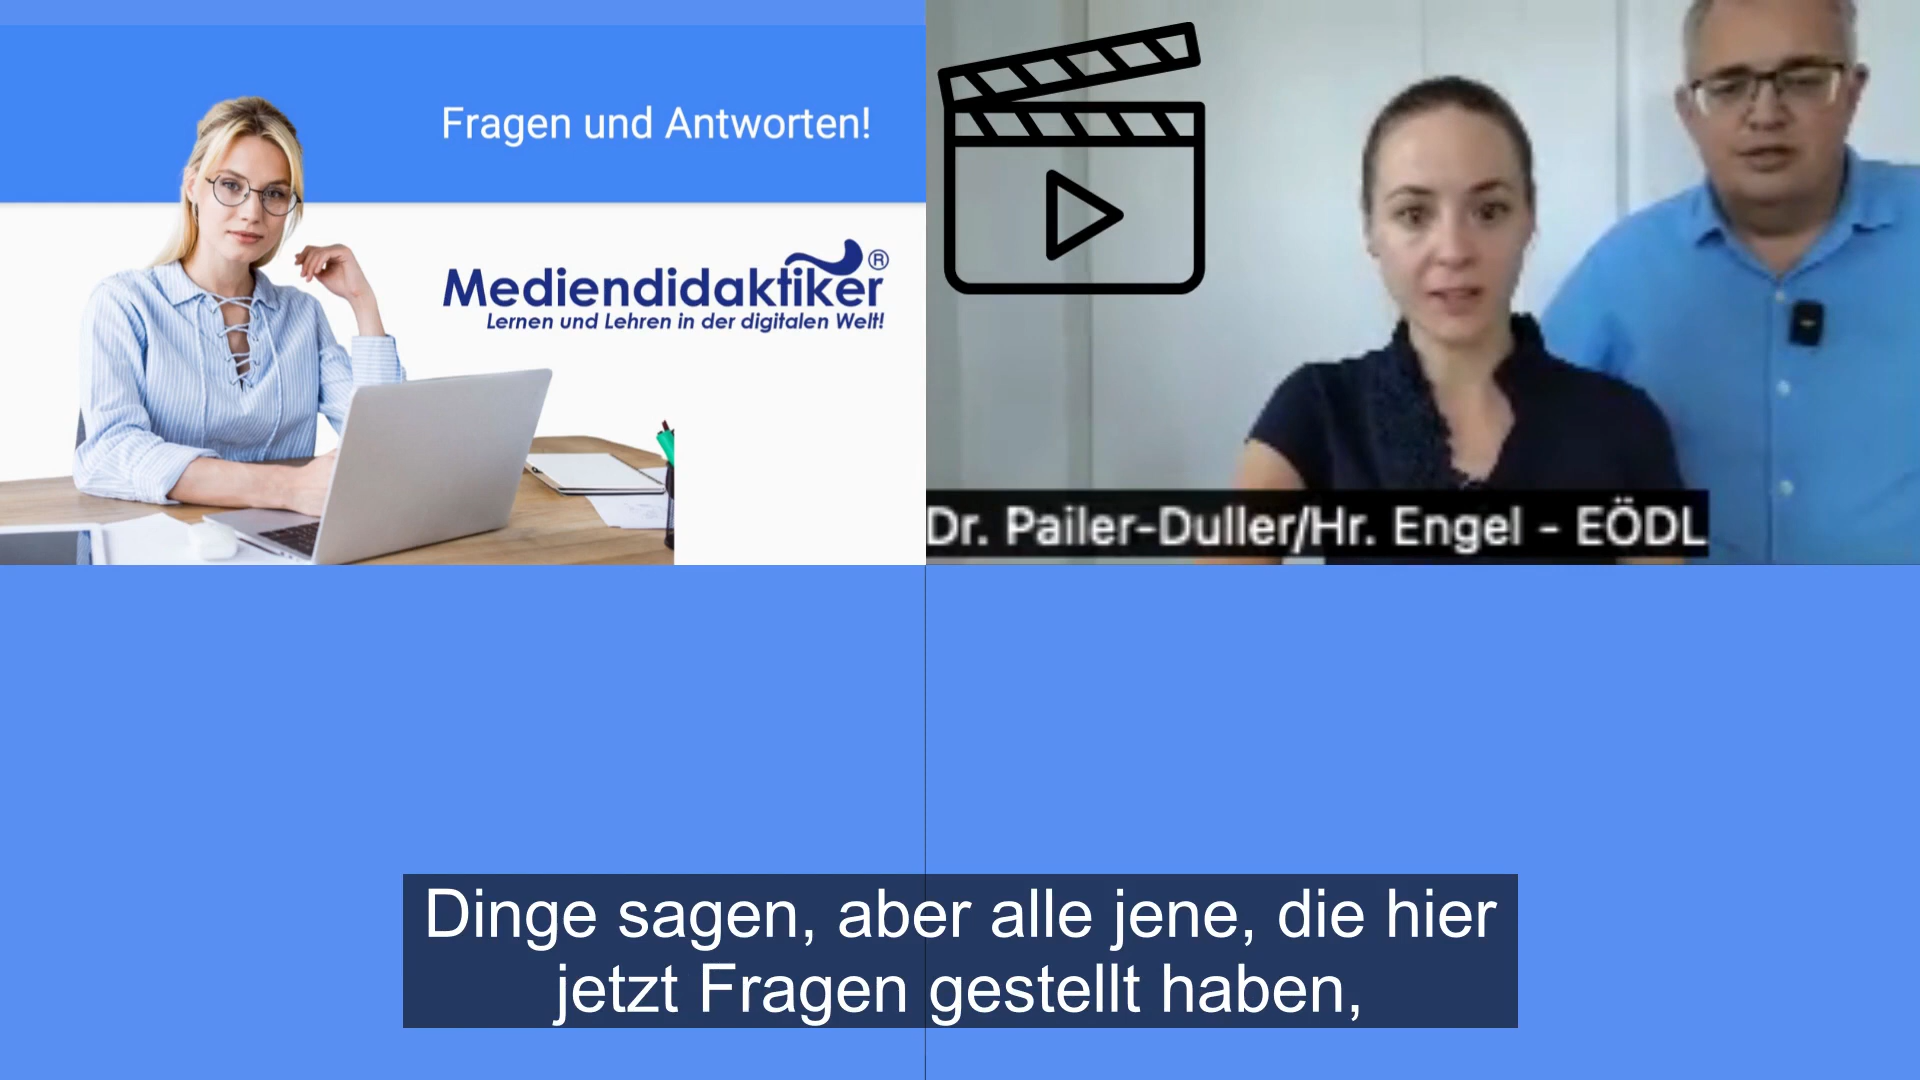 Fragen und Antworten!
Mediendidaktiker®
Lernen und Lehren in der digitalen Welt!
Dr. Pailer-Duller/Hr. Engel - EÖDL
Dinge sagen, aber alle jene, die hier
jetzt Fragen gestellt haben,